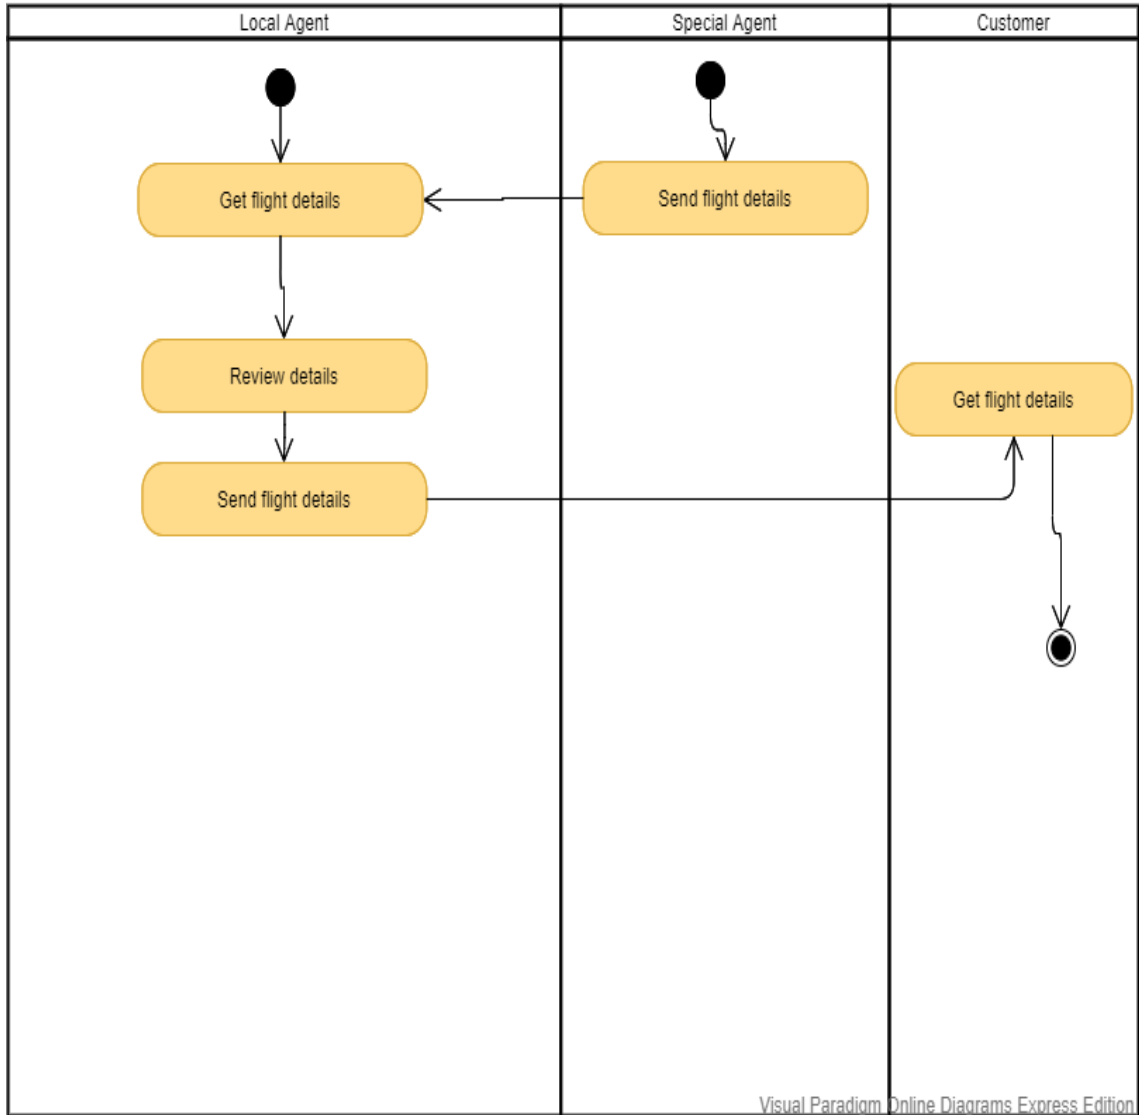 Local Agent
Special Agent
Customer
Get flight details
Send flight details
Review details
Get flight details
Send flight details
Visual Paradigm Online Diagrams Express Edition